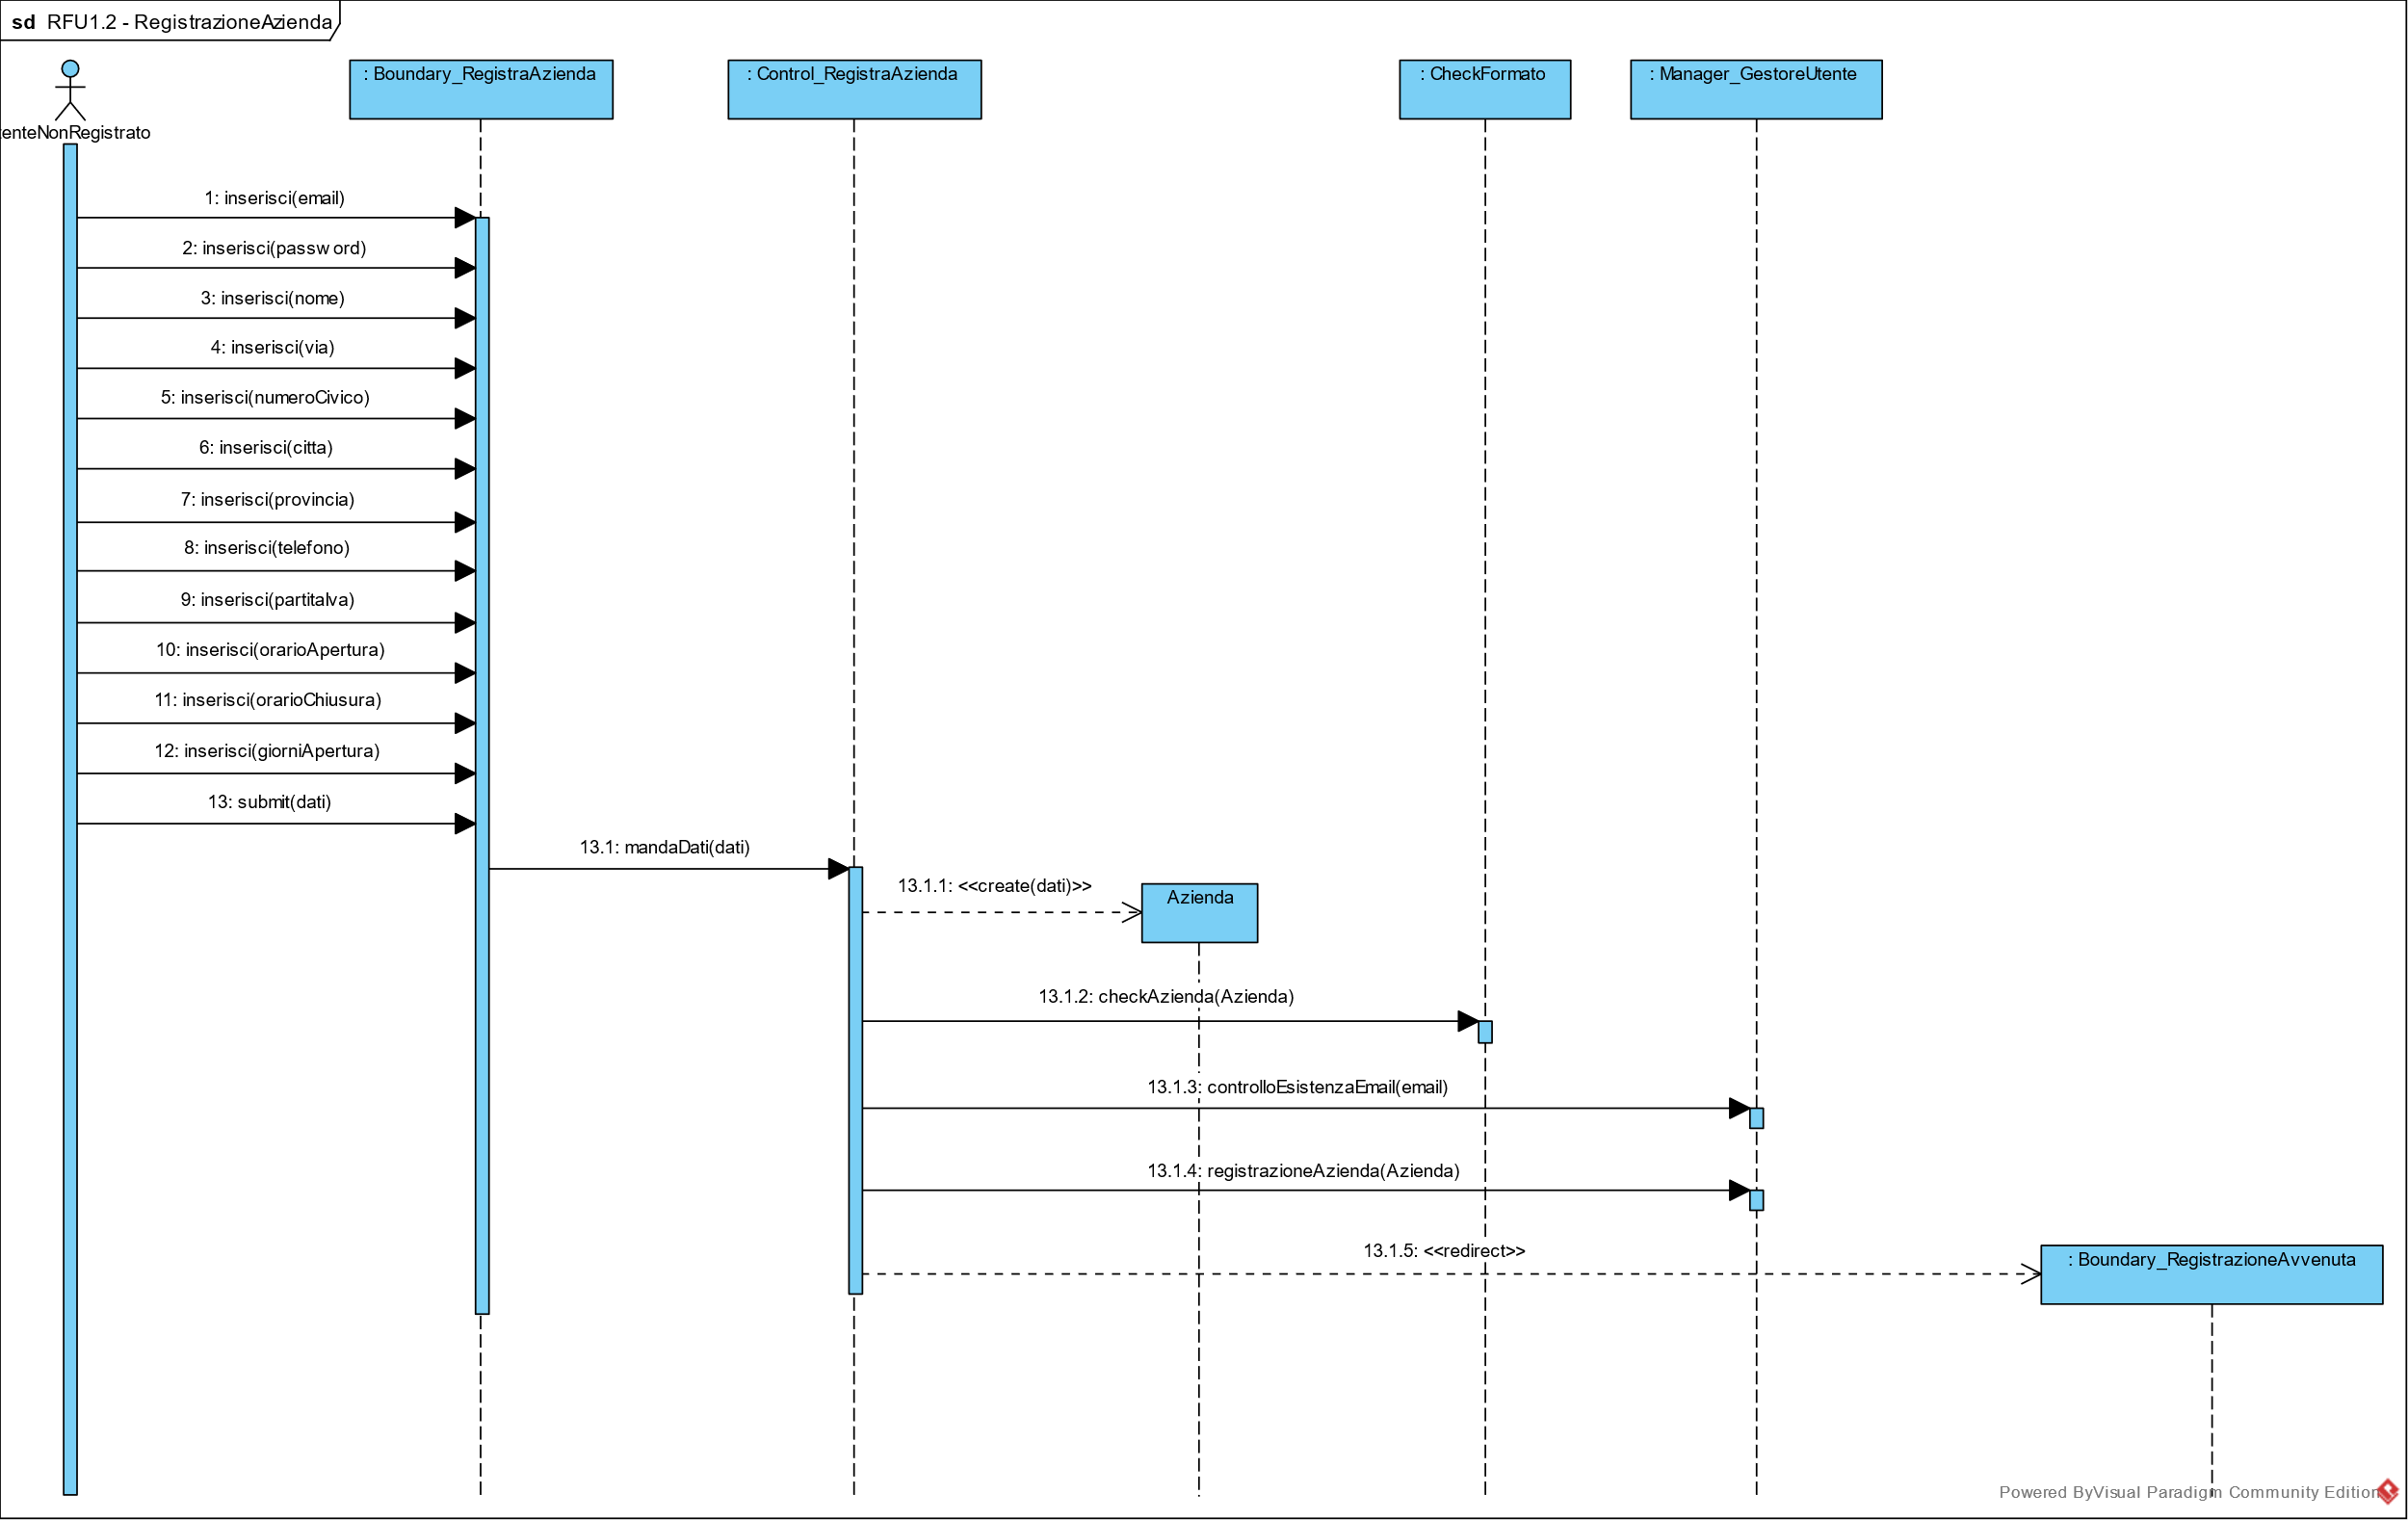 sd RFU1.2 - RegistrazioneAzienda
: Boundary_RegistraAzienda
: Control_RegistraAzienda
: CheckFormato
: Manager_GestoreUtente
tenteNonRegistrato
1: inserisci(email)
2: inserisci(password)
3: inserisci(nome)
4: inserisci(via)
5: inserisci(numeroCivico)
6: inserisci(citta)
7: inserisci(provincia)
8: inserisci(telefono)
9: inserisci(partitaIva)
10: inserisci(orarioApertura)
11: inserisci(orarioChiusura)
12: inserisci(giorniApertura)
13: submit(dati)
13.1: mandaDati(dati)
13.1.1: <<create(dati)>>
Azienda
13.1.2: checkAzienda(Azienda)
13.1.3: controlloEsistenzaEmail(email)
13.1.4: registrazioneAzienda(Azienda)
13.1.5: <<redirect>>
: Boundary_RegistrazioneAvvenuta
Powered ByVisual Paradigm Community Edition